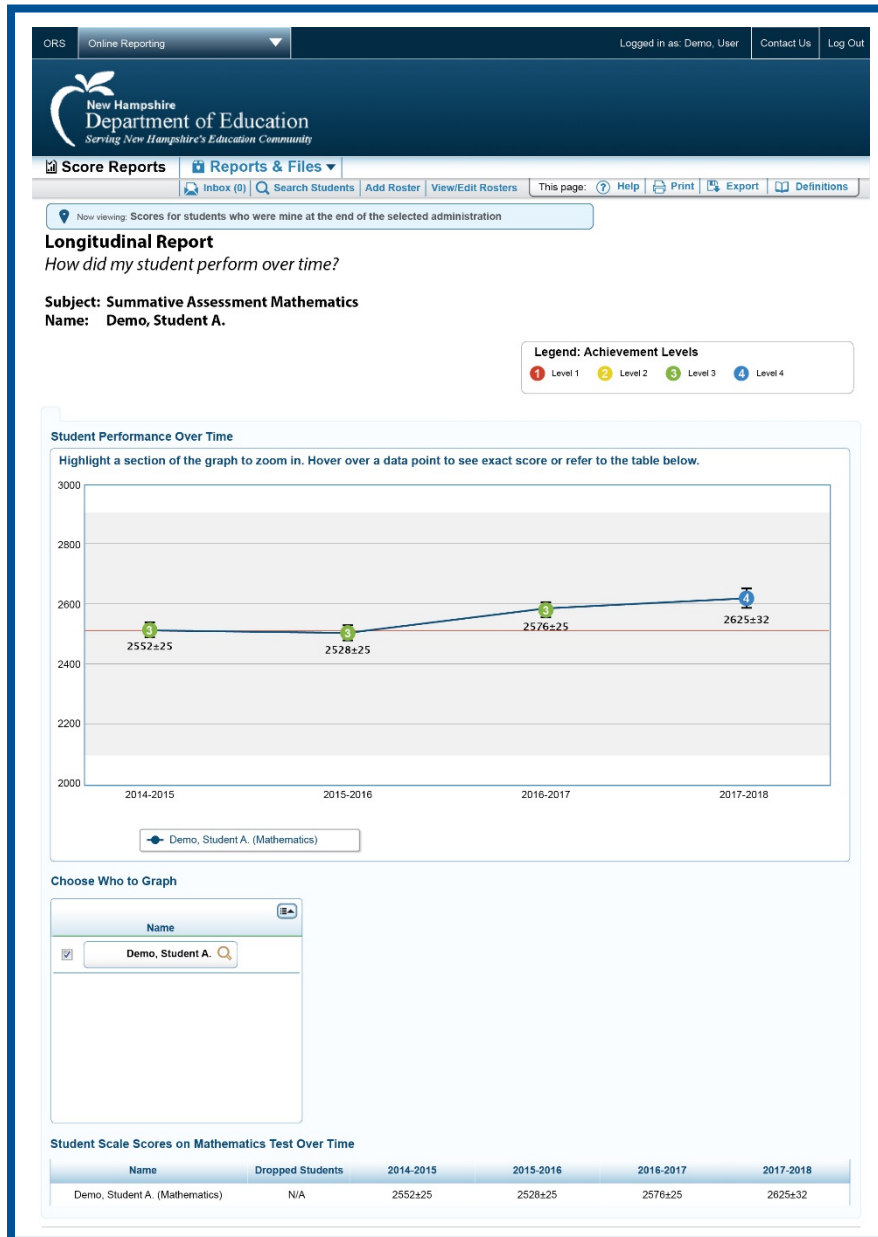 ORS Online Reporting Logged in as: Demo, User Contact Us Log Out
New Hampshire
Department of Education
Serving New Hampshire's Education Community
Score Reports Reports & Files
Inbox (0) Search Students Add Roster View/Edit Rosters This page: ? Help Print Export Definitions
Now viewing: Scores for students who were mine at the end of the selected administration
Longitudinal Report
How did my student perform over time?
Subject: Summative Assessment Mathematics
Name: Demo, Student A.
Legend: Achievement Levels
1 Level 1 2 Level 2 3 Level 3 4 Level 4
Student Performance Over Time
Highlight a section of the graph to zoom in. Hover over a data point to see exact score or refer to the table below.
3000
2800
2600
2400
2200
2000
3 3 3 4
2552±25 2528±25 2576±25 2625±32
2014-2015 2015-2016 2016-2017 2017-2018
Demo, Student A. (Mathematics)
Choose Who to Graph
Name
Demo, Student A.
Student Scale Scores on Mathematics Test Over Time
Name Dropped Students 2014-2015 2015-2016 2016-2017 2017-2018
Demo, Student A. (Mathematics) N/A 2552±25 2528±25 2576±25 2625±32